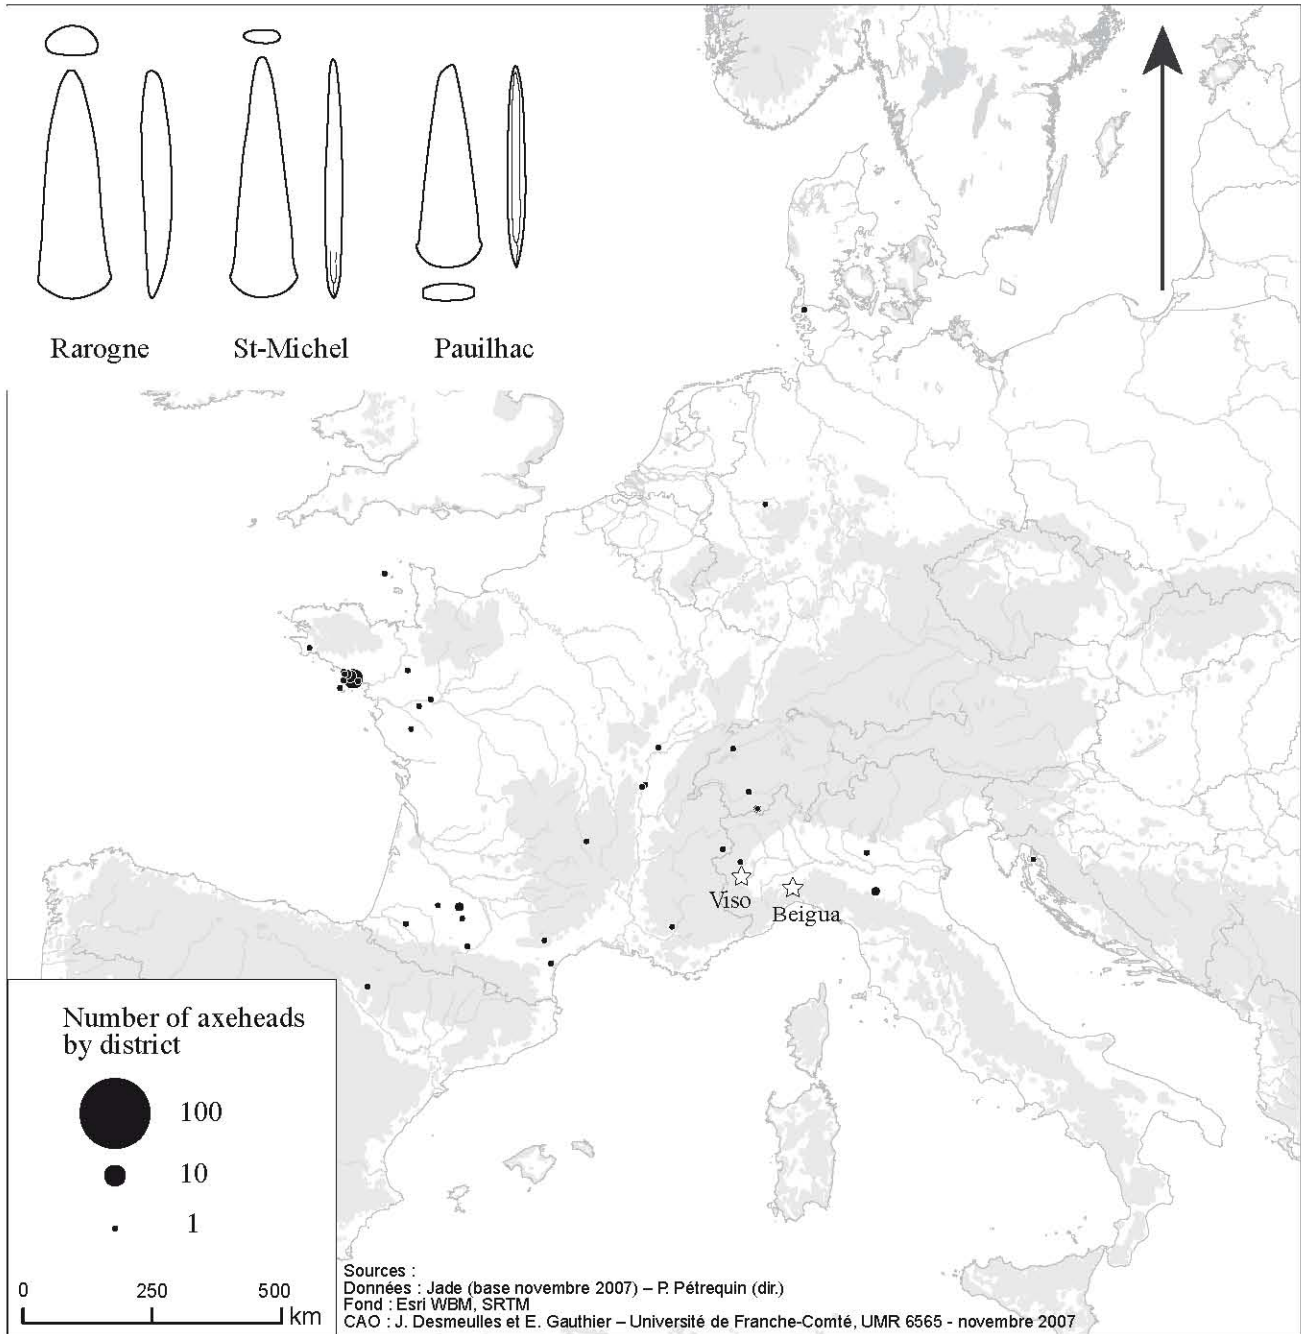 Rarogne
St-Michel
Pauilhac
Viso
Beigua
Number of axeheads
by district
100
10
1
0 250 500
km
Sources :
Données : Jade (base novembre 2007) – P. Pétrequin (dir.)
Fond : Esri WBM, SRTM
CAO : J. Desmeulles et E. Gauthier – Université de Franche-Comté, UMR 6565 - novembre 2007